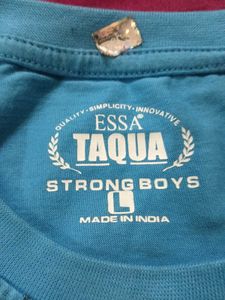 QUALITY-SIMPLICITY-INNOVATIVE
ESSA®
TAQUA
STRONG BOYS
L
MADE IN INDIA